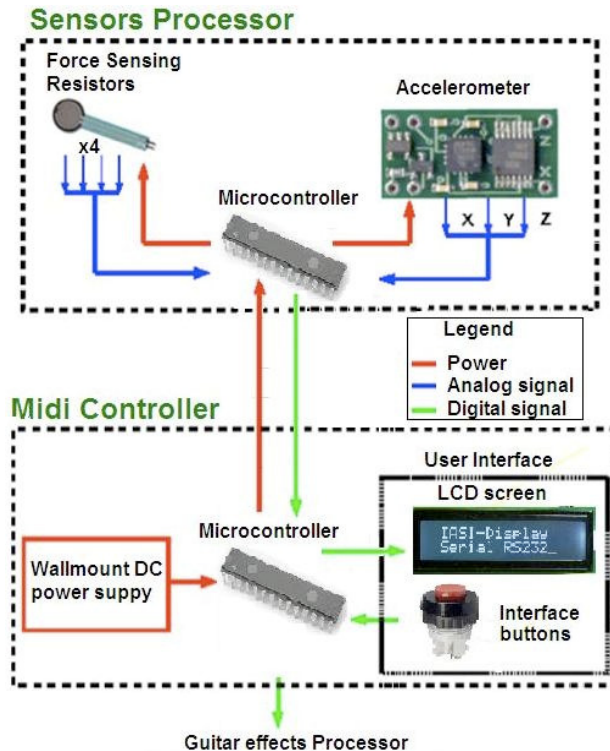 Sensors Processor
Force Sensing
Resistors
Accelerometer
x4
Microcontroller
X Y Z
Legend
Power
Analog signal
Digital signal
Midi Controller
User Interface
LCD screen
IASI-Display
Serial RS232_
Microcontroller
Wallmount DC
power suppy
Interface
buttons
Guitar effects Processor